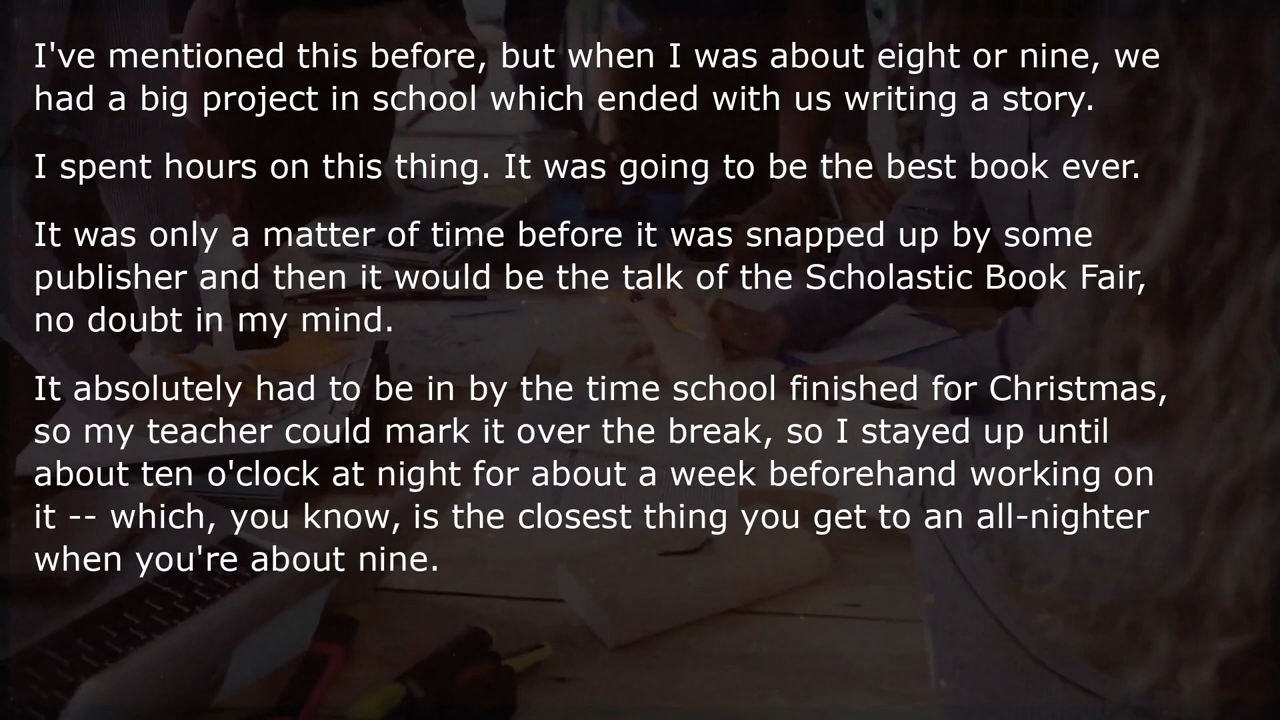 I've mentioned this before, but when I was about eight or nine, we
had a big project in school which ended with us writing a story.
I spent hours on this thing. It was going to be the best book ever.
It was only a matter of time before it was snapped up by some
publisher and then it would be the talk of the Scholastic Book Fair,
no doubt in my mind.
It absolutely had to be in by the time school finished for Christmas,
so my teacher could mark it over the break, so I stayed up until
about ten o'clock at night for about a week beforehand working on
it -- which, you know, is the closest thing you get to an all-nighter
when you're about nine.